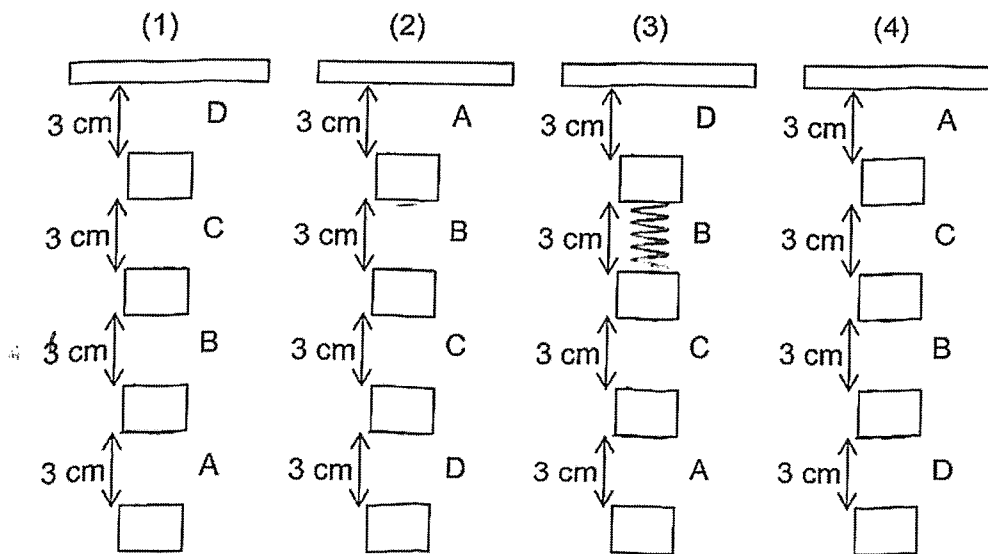 (1) (2) (3) (4)
3 cm D 3 cm A 3 cm D 3 cm A
3 cm C 3 cm B 3 cm B 3 cm C
3 cm B 3 cm C 3 cm C 3 cm B
3 cm A 3 cm D 3 cm A 3 cm D